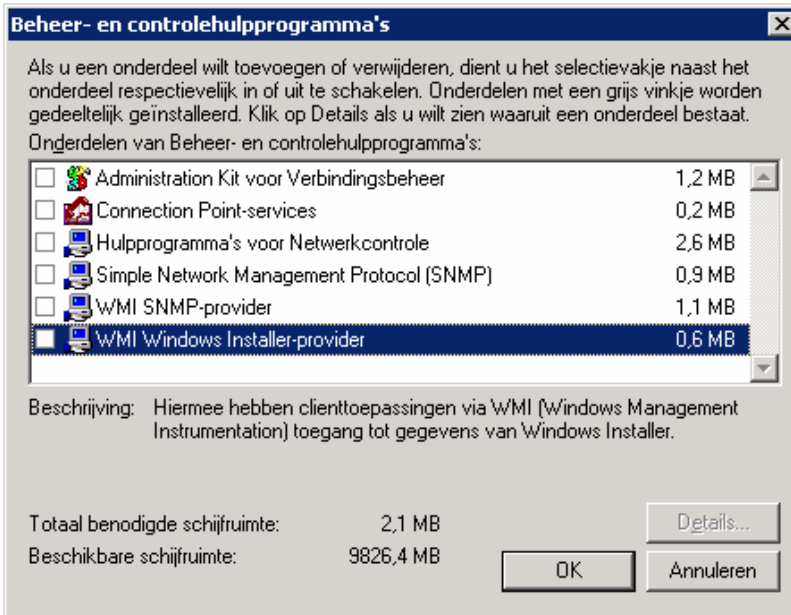 Beheer- en controlehulpprogramma's
Als u een onderdeel wilt toevoegen of verwijderen, dient u het selectievakje naast het
onderdeel respectievelijk in of uit te schakelen. Onderdelen met een grijs vinkje worden
gedeeltelijk geïnstalleerd. Klik op Details als u wilt zien waaruit een onderdeel bestaat.
Onderdelen van Beheer- en controlehulpprogramma's:
Administration Kit voor Verbindingsbeheer 1,2 MB
Connection Point-services 0,2 MB
Hulpprogramma's voor Netwerkcontrole 2,6 MB
Simple Network Management Protocol (SNMP) 0,9 MB
WMI SNMP-provider 1,1 MB
WMI Windows Installer-provider 0,6 MB
Beschrijving: Hiermee hebben clienttoepassingen via WMI (Windows Management
Instrumentation) toegang tot gegevens van Windows Installer.
Totaal benodigde schijfruimte: 2,1 MB
Details...
Beschikbare schijfruimte: 9826,4 MB
OK Annuleren